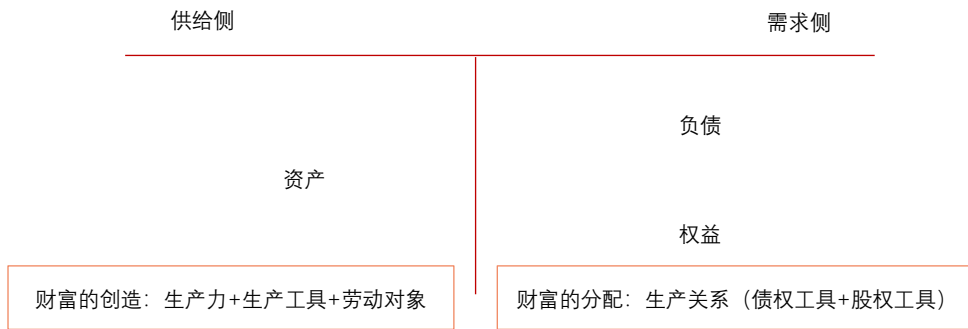 供给侧
需求侧
负债
资产
权益
财富的创造：生产力+生产工具+劳动对象
财富的分配：生产关系（债权工具+股权工具）